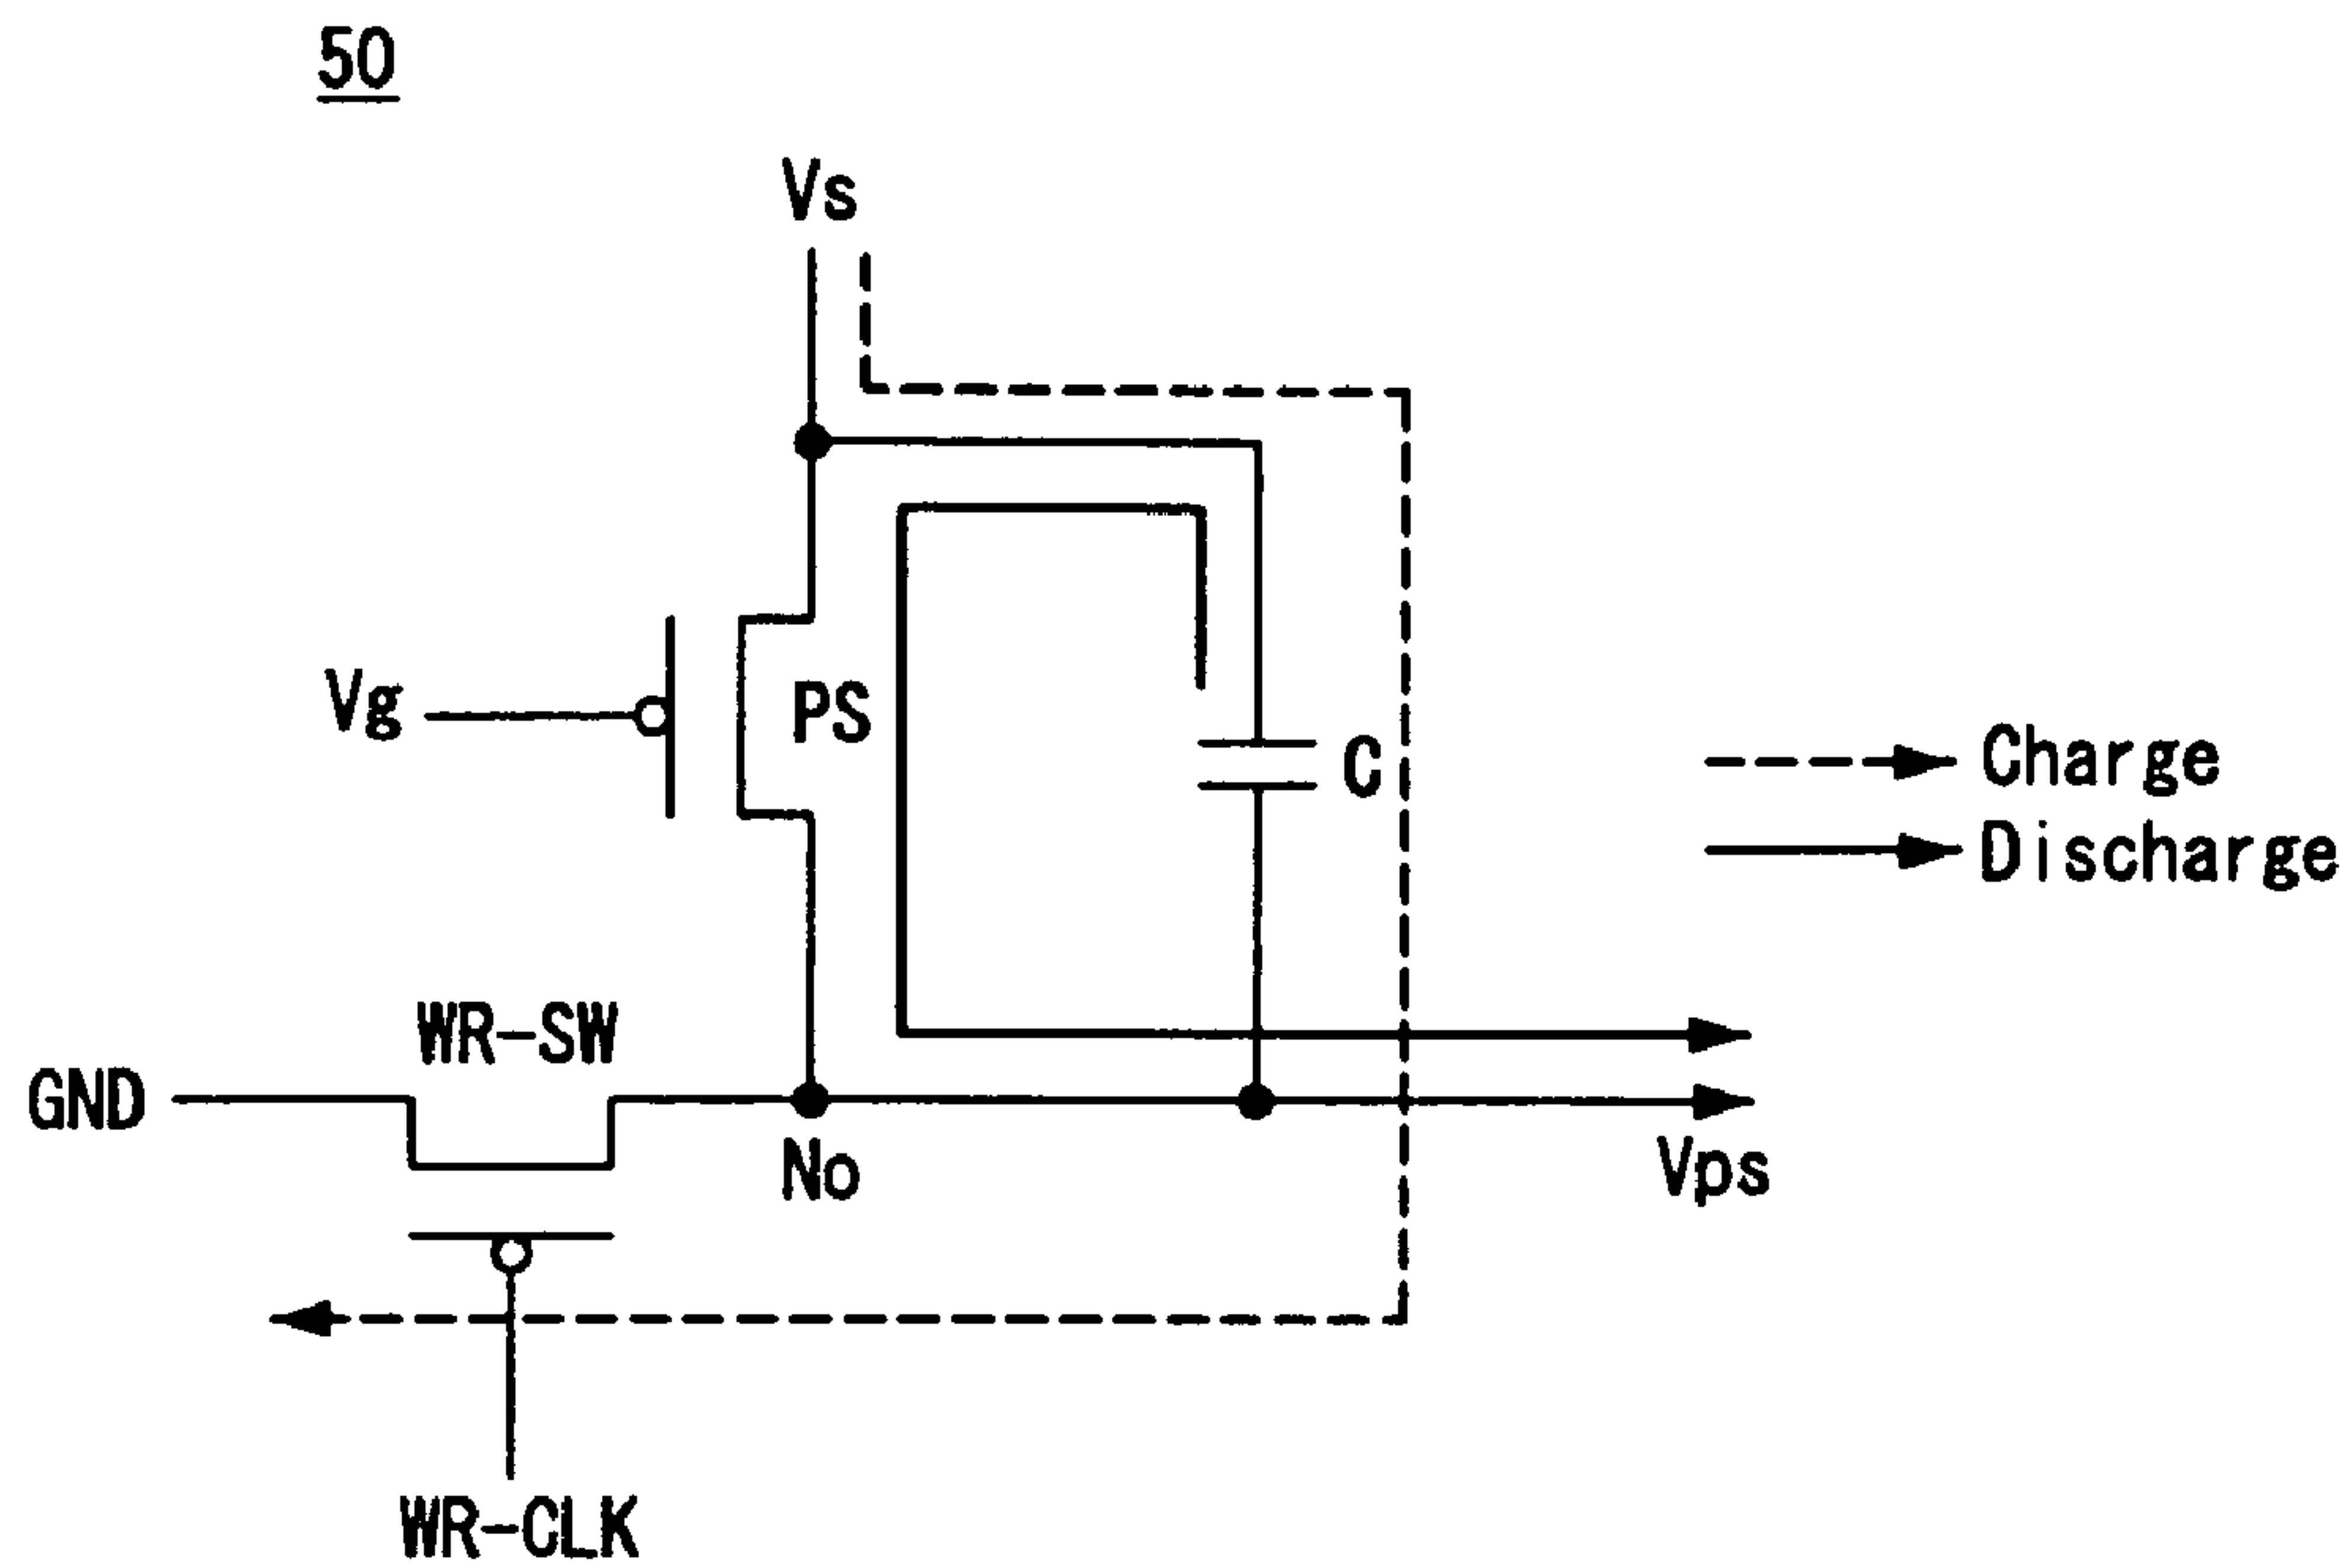 50
Vs
Vg
PS
C
Charge
Discharge
WR-SW
GND
No
Vps
WR-CLK